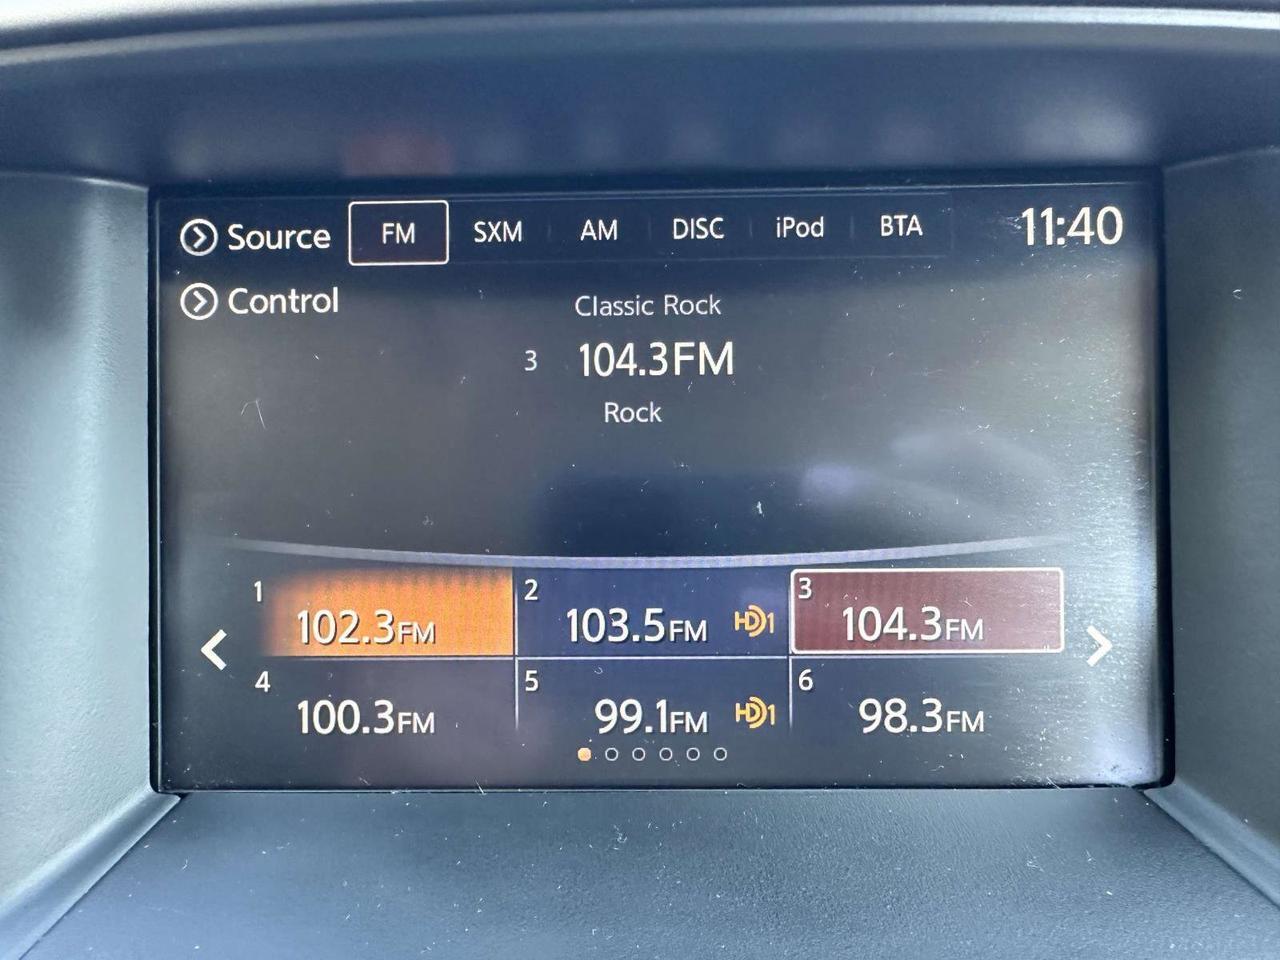 Source FM SXM AM DISC iPod BTA 11:40
Control
Classic Rock
3 104.3FM
Rock
1 102.3FM 2 103.5FM HD1 3 104.3FM
4 100.3FM 5 99.1FM HD1 6 98.3FM